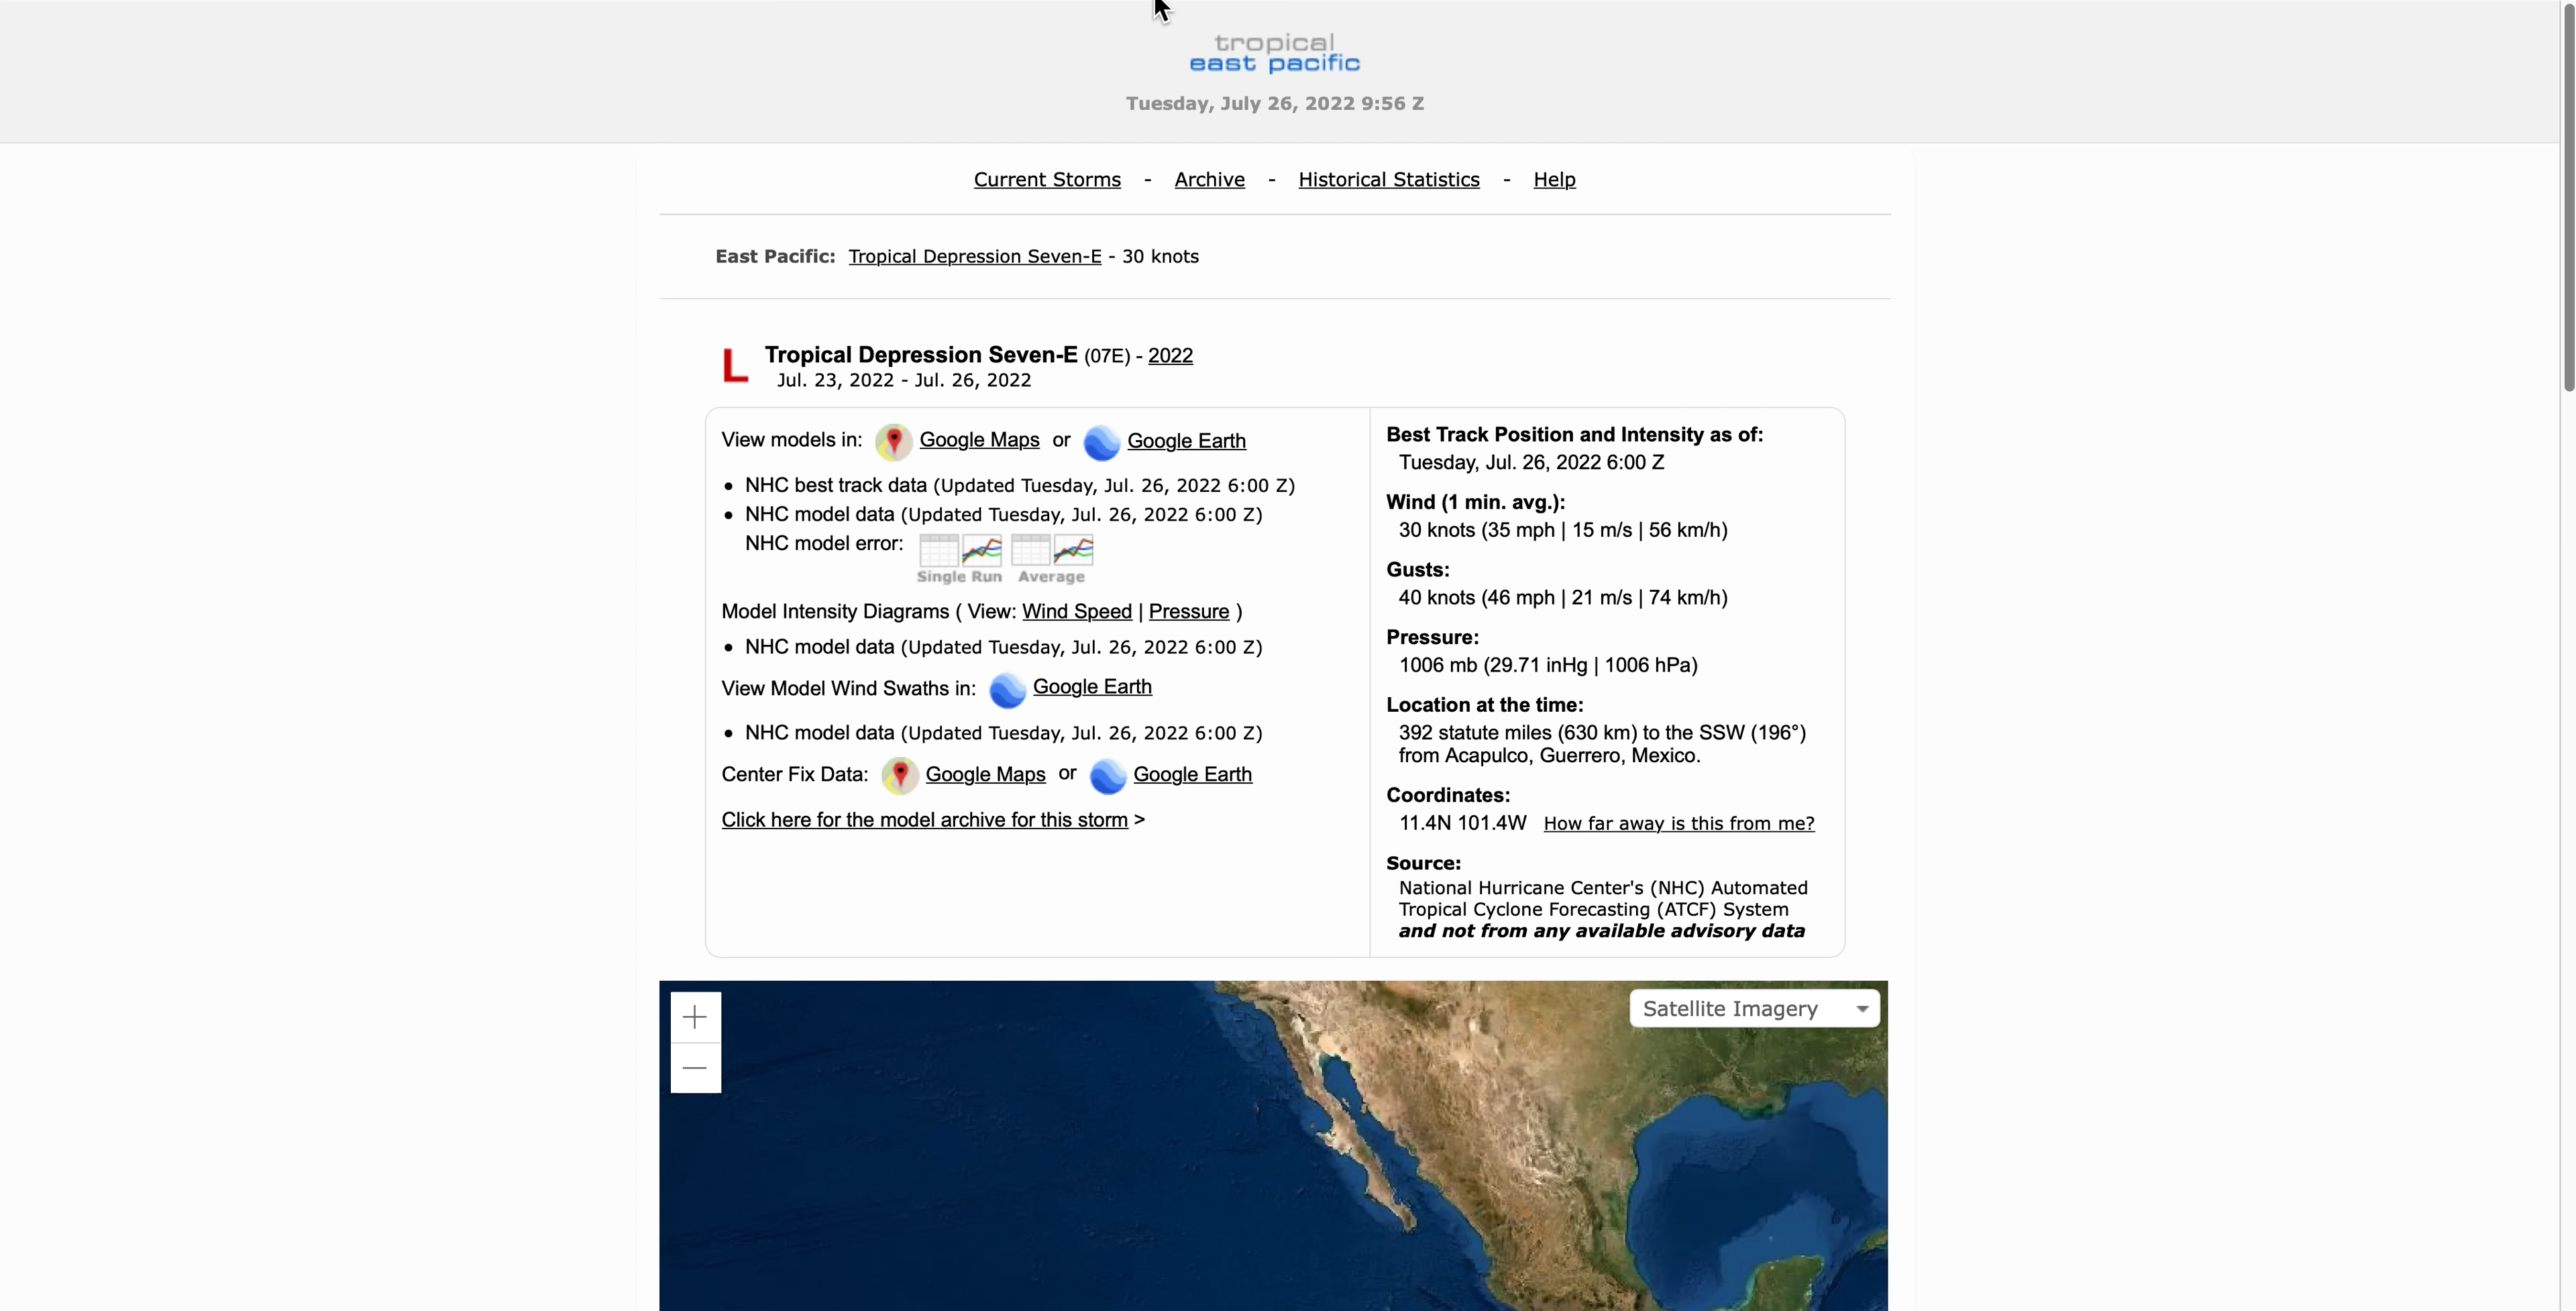 tropical
east pacific
Tuesday, July 26, 2022 9:56 Z
Current Storms - Archive - Historical Statistics - Help
East Pacific: Tropical Depression Seven-E - 30 knots
L
Tropical Depression Seven-E (07E) - 2022
Jul. 23, 2022 - Jul. 26, 2022
View models in: Google Maps or Google Earth
• NHC best track data (Updated Tuesday, Jul. 26, 2022 6:00 Z)
• NHC model data (Updated Tuesday, Jul. 26, 2022 6:00 Z)
NHC model error:
Single Run Average
Model Intensity Diagrams ( View: Wind Speed | Pressure )
• NHC model data (Updated Tuesday, Jul. 26, 2022 6:00 Z)
View Model Wind Swaths in: Google Earth
• NHC model data (Updated Tuesday, Jul. 26, 2022 6:00 Z)
Center Fix Data: Google Maps or Google Earth
Click here for the model archive for this storm >
Best Track Position and Intensity as of:
Tuesday, Jul. 26, 2022 6:00 Z
Wind (1 min. avg.):
30 knots (35 mph | 15 m/s | 56 km/h)
Gusts:
40 knots (46 mph | 21 m/s | 74 km/h)
Pressure:
1006 mb (29.71 inHg | 1006 hPa)
Location at the time:
392 statute miles (630 km) to the SSW (196°)
from Acapulco, Guerrero, Mexico.
Coordinates:
11.4N 101.4W How far away is this from me?
Source:
National Hurricane Center's (NHC) Automated
Tropical Cyclone Forecasting (ATCF) System
and not from any available advisory data
+
−
Satellite Imagery